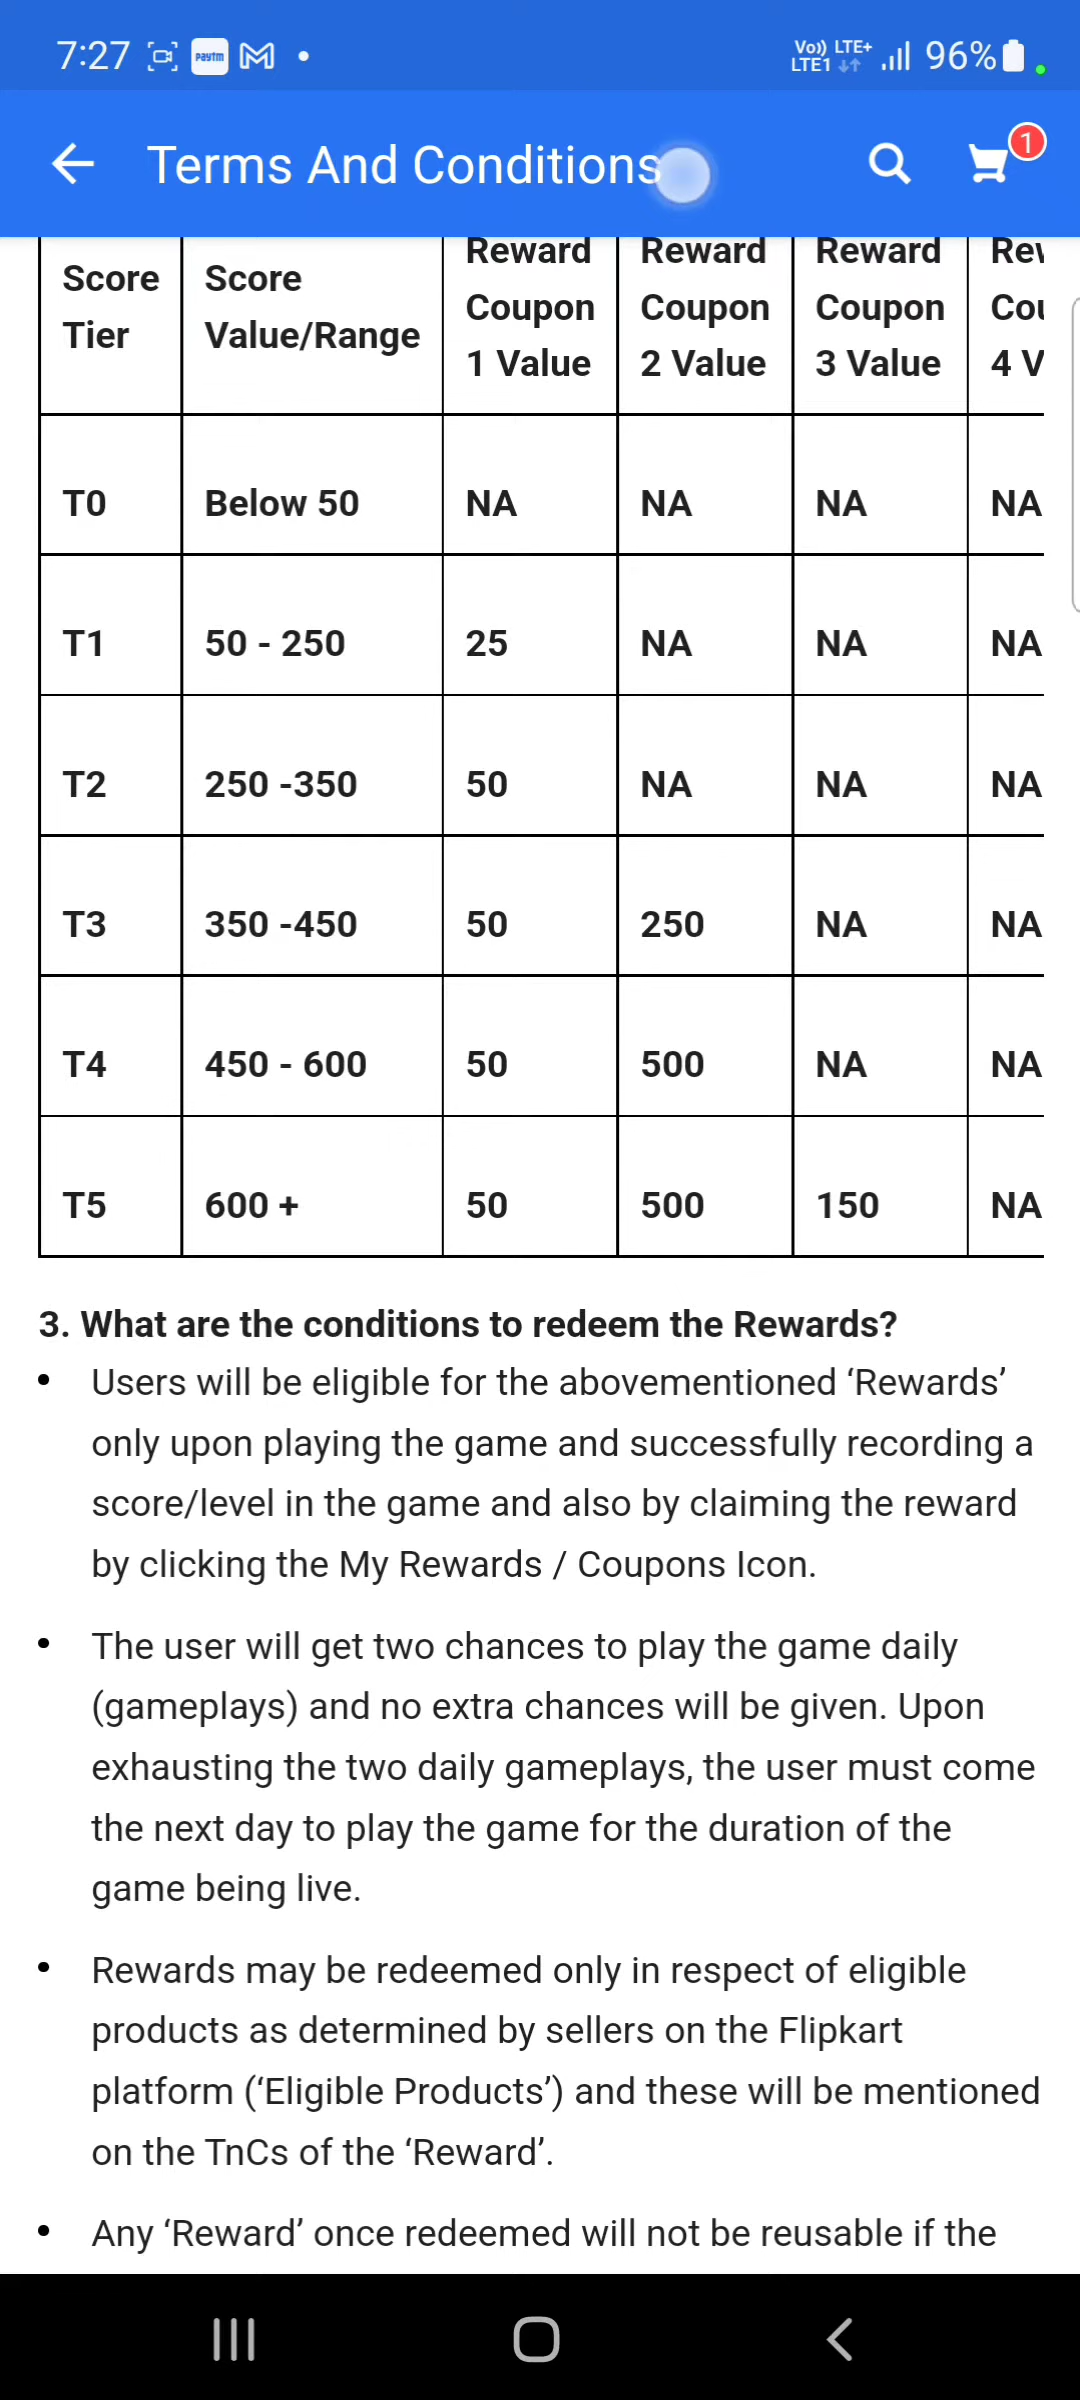 7:27 Paytm Vo)) LTE+ LTE1 96%
Terms And Conditions 1
Score Tier Score Value/Range Reward Coupon 1 Value Reward Coupon 2 Value Reward Coupon 3 Value Rew Cou 4 V
T0 Below 50 NA NA NA NA
T1 50 - 250 25 NA NA NA
T2 250 -350 50 NA NA NA
T3 350 -450 50 250 NA NA
T4 450 - 600 50 500 NA NA
T5 600 + 50 500 150 NA
3. What are the conditions to redeem the Rewards?
• Users will be eligible for the abovementioned ‘Rewards’
only upon playing the game and successfully recording a
score/level in the game and also by claiming the reward
by clicking the My Rewards / Coupons Icon.
• The user will get two chances to play the game daily
(gameplays) and no extra chances will be given. Upon
exhausting the two daily gameplays, the user must come
the next day to play the game for the duration of the
game being live.
• Rewards may be redeemed only in respect of eligible
products as determined by sellers on the Flipkart
platform (‘Eligible Products’) and these will be mentioned
on the TnCs of the ‘Reward’.
• Any ‘Reward’ once redeemed will not be reusable if the